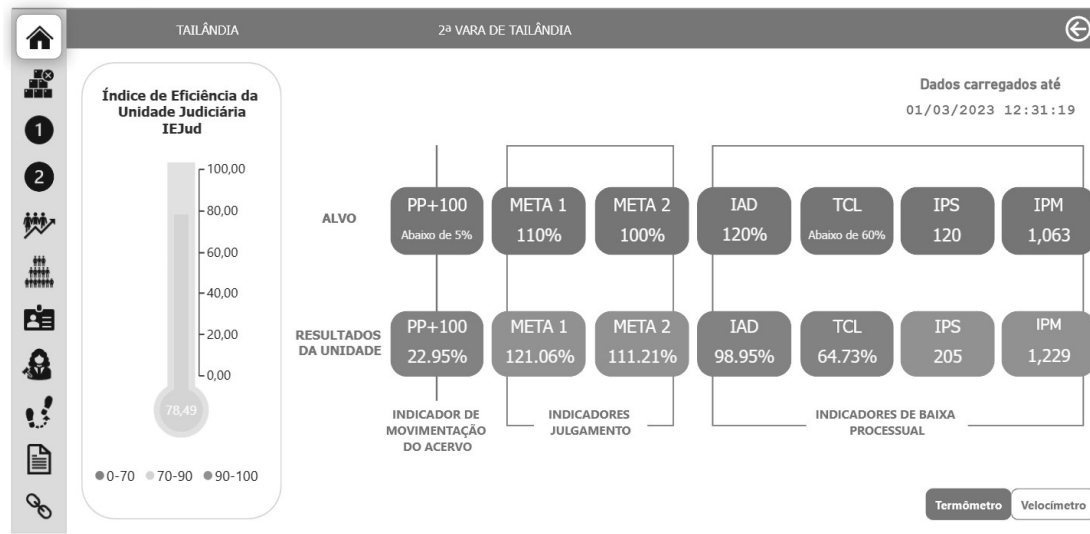 TAILÂNDIA
2ª VARA DE TAILÂNDIA
1
2
Índice de Eficiência da
Unidade Judiciária
IEJud
100,00
80,00
60,00
40,00
20,00
0,00
78,49
0-70 70-90 90-100
Dados carregados até
01/03/2023 12:31:19
ALVO
PP+100
Abaixo de 5%
META 1
110%
META 2
100%
IAD
120%
TCL
Abaixo de 60%
IPS
120
IPM
1,063
RESULTADOS
DA UNIDADE
PP+100
22.95%
META 1
121.06%
META 2
111.21%
IAD
98.95%
TCL
64.73%
IPS
205
IPM
1,229
INDICADOR DE
MOVIMENTAÇÃO
DO ACERVO
INDICADORES
JULGAMENTO
INDICADORES DE BAIXA
PROCESSUAL
Termômetro
Velocímetro